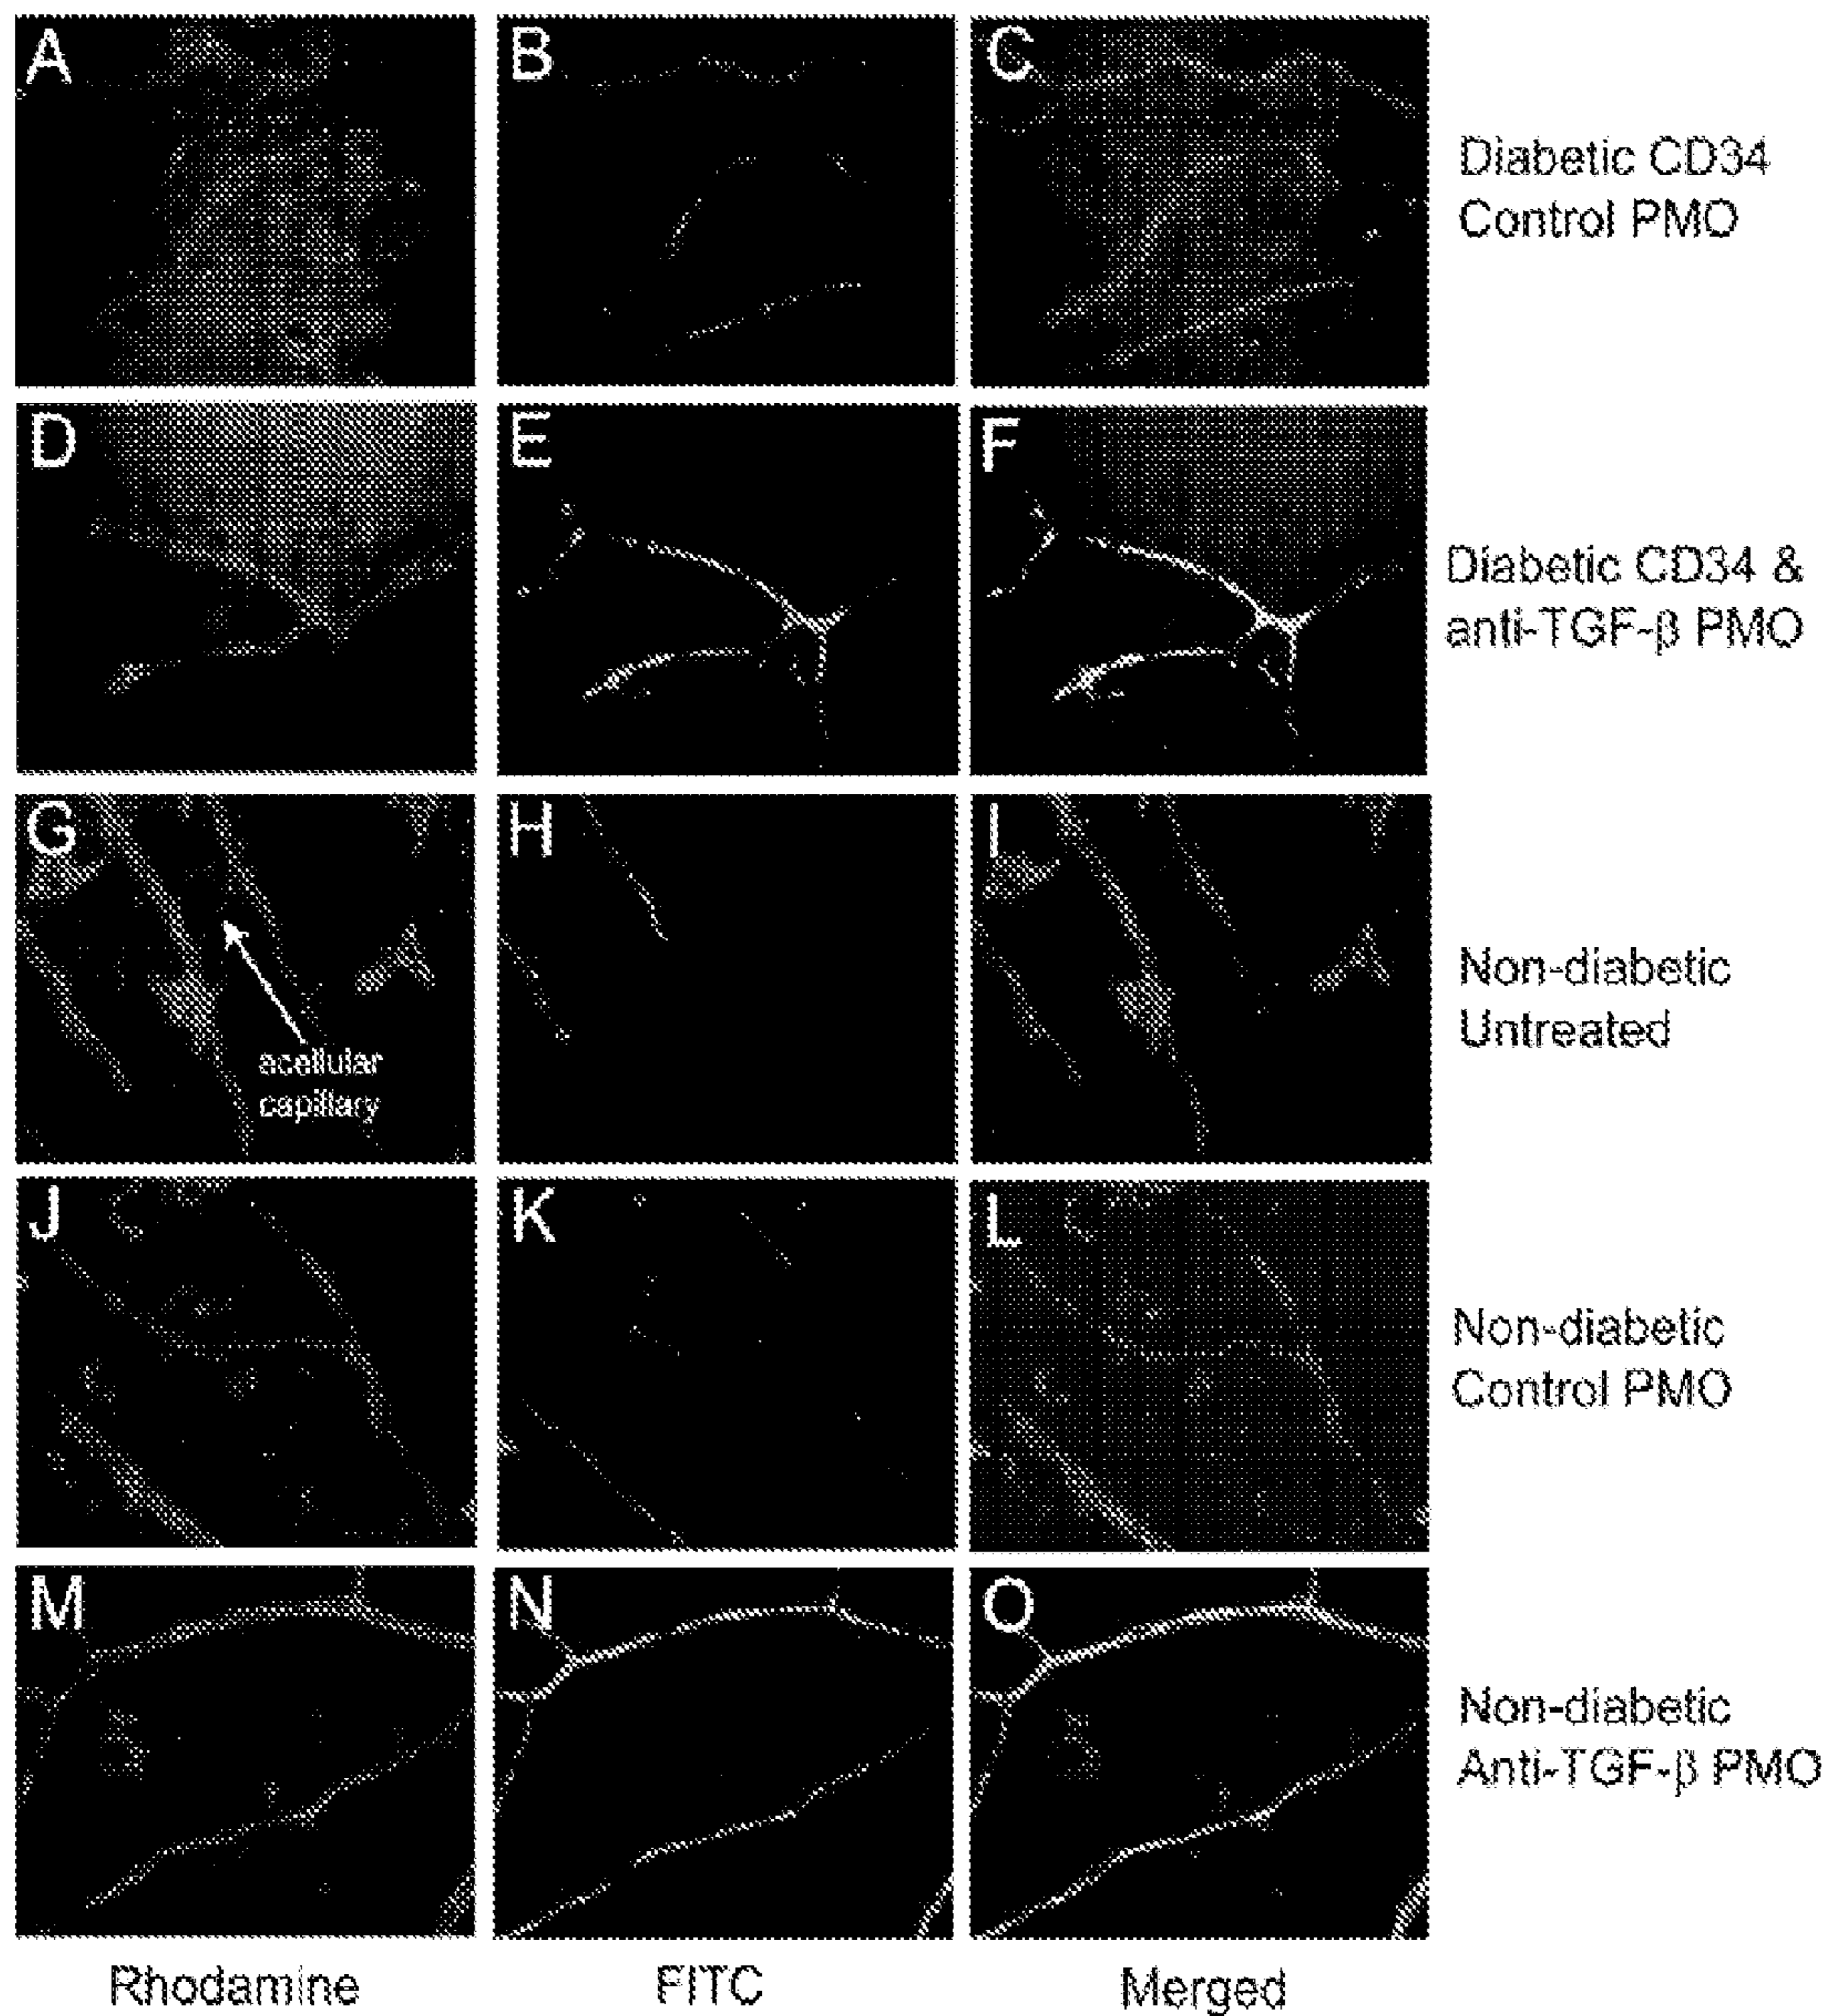 A
B
C
Diabetic CD34
Control PMO
D
E
F
Diabetic CD34 &
anti-TGF-β PMO
G
acellular
capillary
H
I
Non-diabetic
Untreated
J
K
L
Non-diabetic
Control PMO
M
N
O
Non-diabetic
Anti-TGF-β PMO
Rhodamine
FITC
Merged